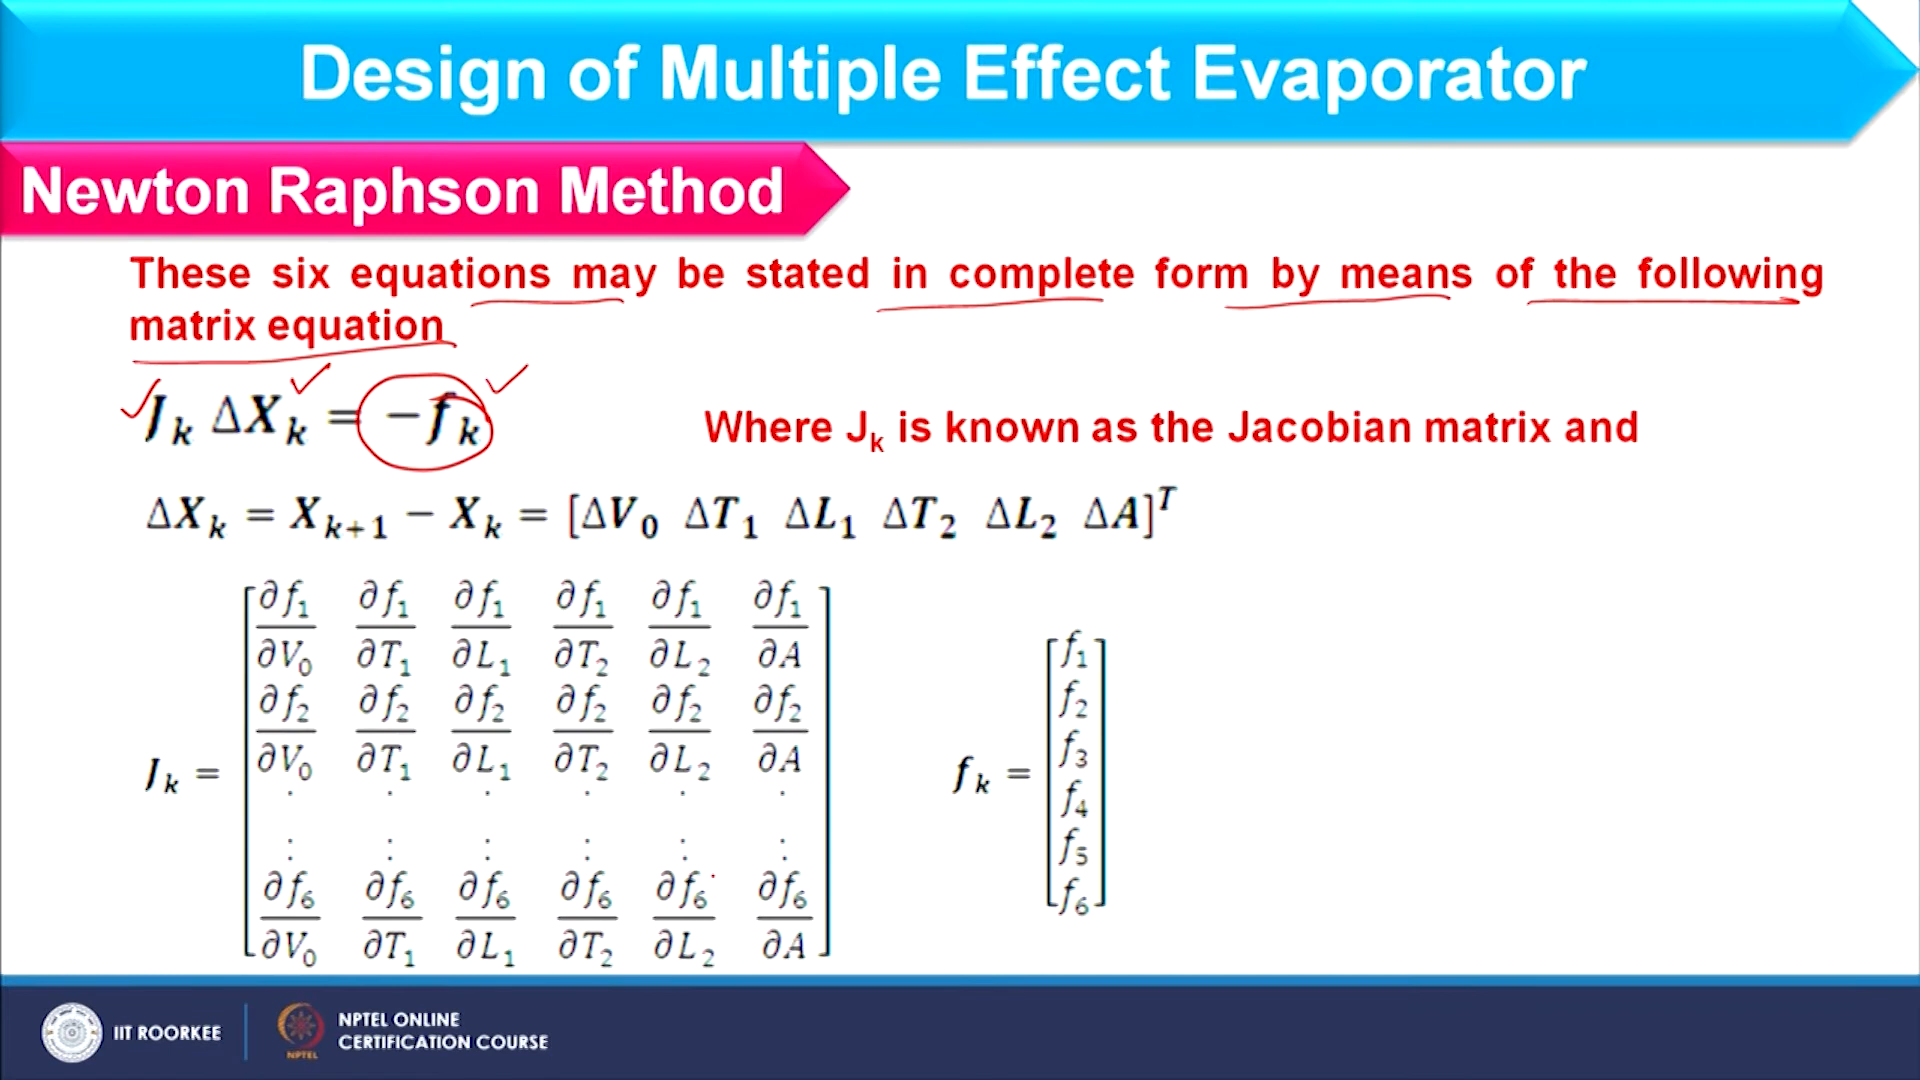 Design of Multiple Effect Evaporator
Newton Raphson Method
These six equations may be stated in complete form by means of the following
matrix equation
J_k ΔX_k = −f_k
Where J_k is known as the Jacobian matrix and
ΔX_k = X_{k+1} − X_k = [ΔV_0 ΔT_1 ΔL_1 ΔT_2 ΔL_2 ΔA]^T
∂f_1 ∂f_1 ∂f_1 ∂f_1 ∂f_1 ∂f_1
∂V_0 ∂T_1 ∂L_1 ∂T_2 ∂L_2 ∂A
∂f_2 ∂f_2 ∂f_2 ∂f_2 ∂f_2 ∂f_2
J_k = ∂V_0 ∂T_1 ∂L_1 ∂T_2 ∂L_2 ∂A
. . . . . .
: : : : : :
∂f_6 ∂f_6 ∂f_6 ∂f_6 ∂f_6 ∂f_6
∂V_0 ∂T_1 ∂L_1 ∂T_2 ∂L_2 ∂A
f_k =
f_1
f_2
f_3
f_4
f_5
f_6
IIT ROORKEE
NPTEL
NPTEL ONLINE
CERTIFICATION COURSE